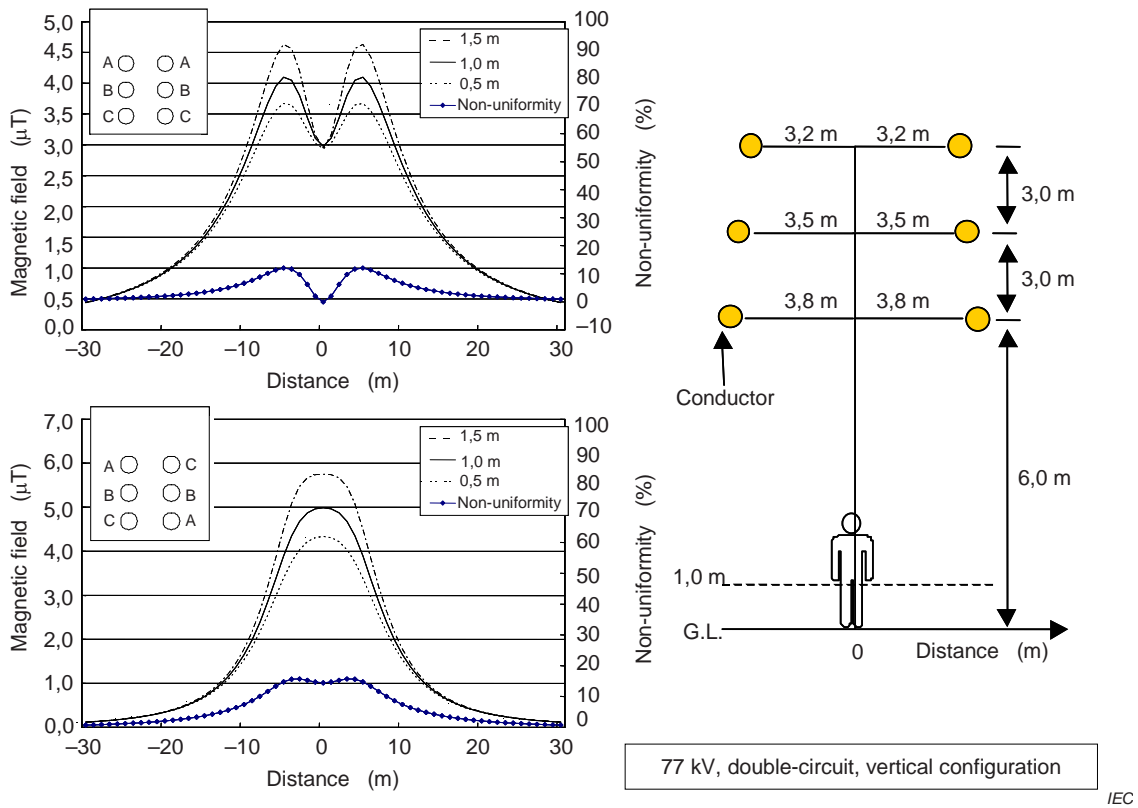 5,0
4,5
4,0
3,5
3,0
2,5
2,0
1,5
1,0
0,5
0,0
Magnetic field (μT)
A A
B B
C C
1,5 m
1,0 m
0,5 m
Non-uniformity
100
90
80
70
60
50
40
30
20
10
0
–10
Non-uniformity (%)
–30 –20 –10 0 10 20 30
Distance (m)
7,0
6,0
5,0
4,0
3,0
2,0
1,0
0,0
Magnetic field (μT)
A C
B B
C A
1,5 m
1,0 m
0,5 m
Non-uniformity
100
90
80
70
60
50
40
30
20
10
0
Non-uniformity (%)
–30 –20 –10 0 10 20 30
Distance (m)
3,2 m 3,2 m
3,0 m
3,5 m 3,5 m
3,0 m
3,8 m 3,8 m
Conductor
6,0 m
1,0 m
G.L.
0 Distance (m)
77 kV, double-circuit, vertical configuration
IEC